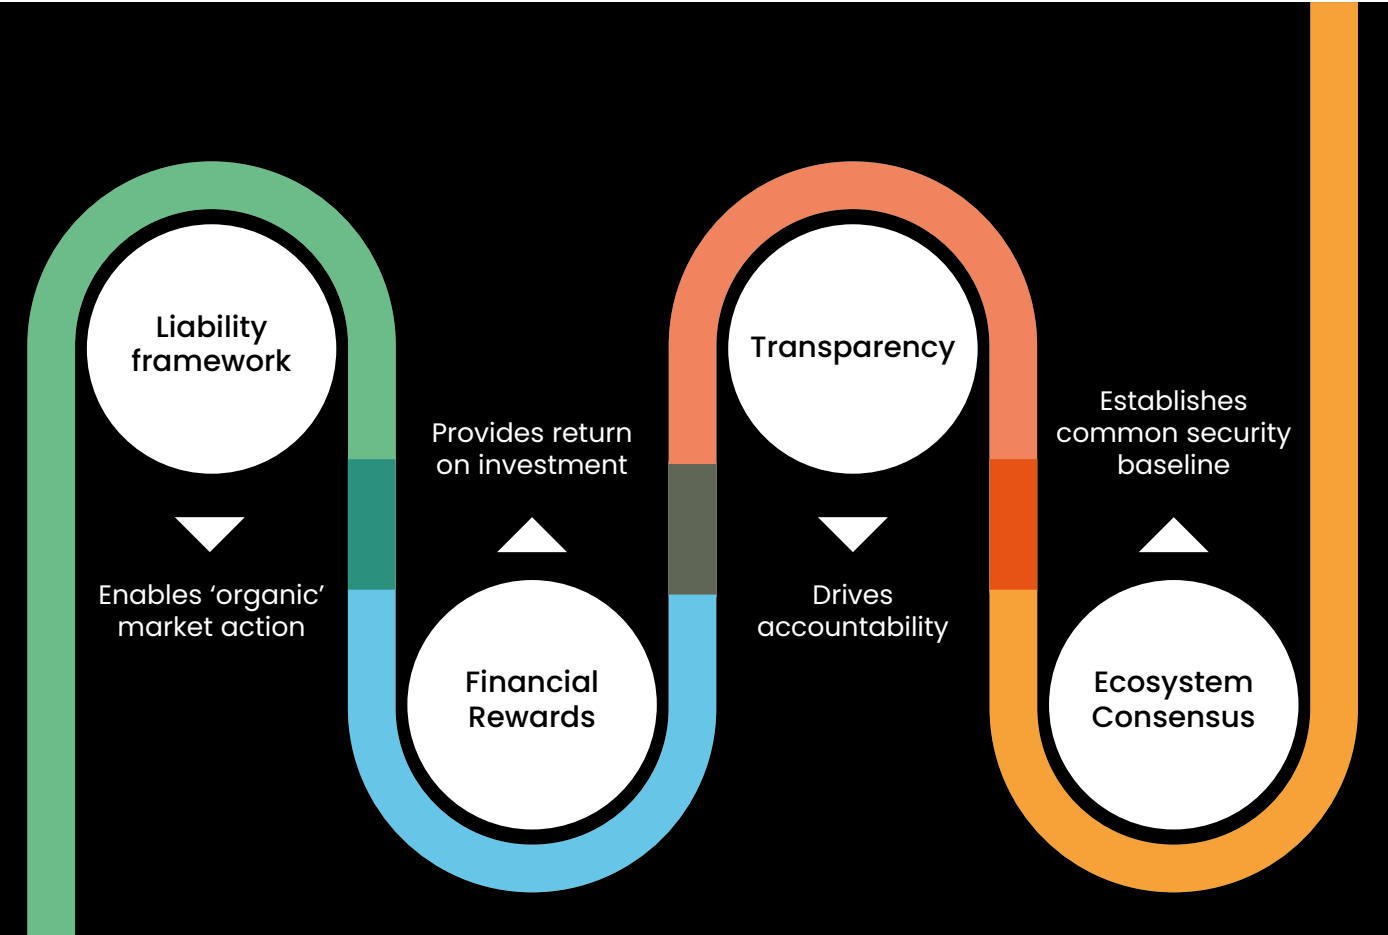 Liability
framework
Enables ‘organic’
market action
Provides return
on investment
Financial
Rewards
Transparency
Drives
accountability
Establishes
common security
baseline
Ecosystem
Consensus